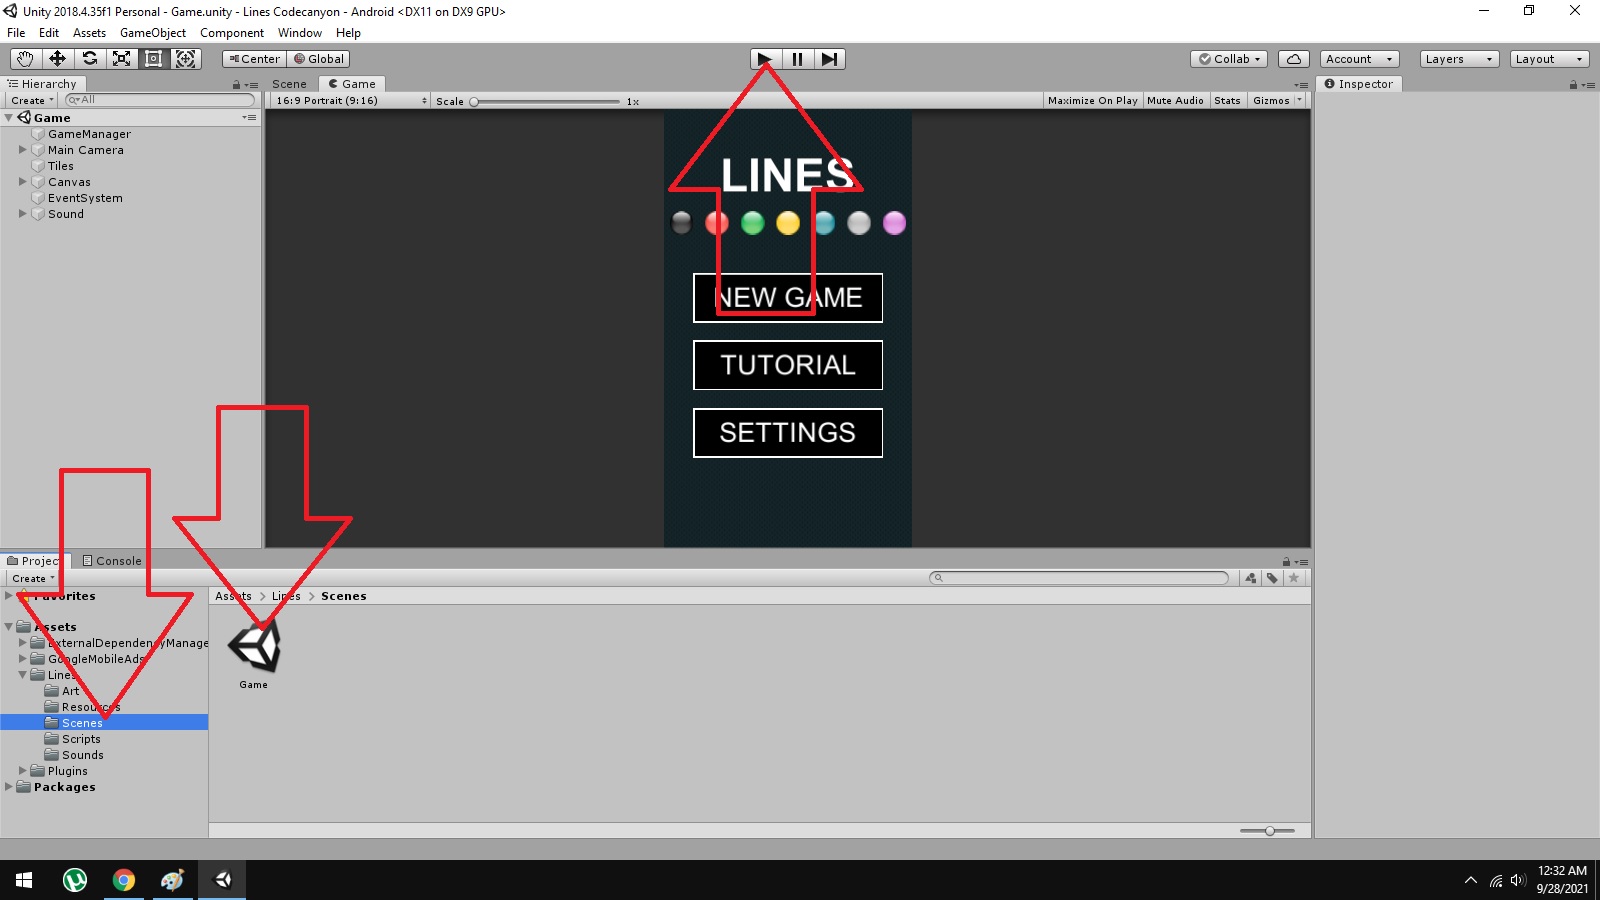 Unity 2018.4.35f1 Personal - Game.unity - Lines Codecanyon - Android <DX11 on DX9 GPU>
File Edit Assets GameObject Component Window Help
Center Global Collab Account Layers Layout
Hierarchy
Create All
Game
GameManager
Main Camera
Tiles
Canvas
EventSystem
Sound
Scene Game
16:9 Portrait (9:16) Scale 1x Maximize On Play Mute Audio Stats Gizmos
LINES
NEW GAME
TUTORIAL
SETTINGS
Inspector
Project Console
Create
Favorites
Assets
ExternalDependencyManage
GoogleMobileAds
Lines
Art
Resources
Scenes
Scripts
Sounds
Plugins
Packages
Assets > Lines > Scenes
Game
12:32 AM
9/28/2021